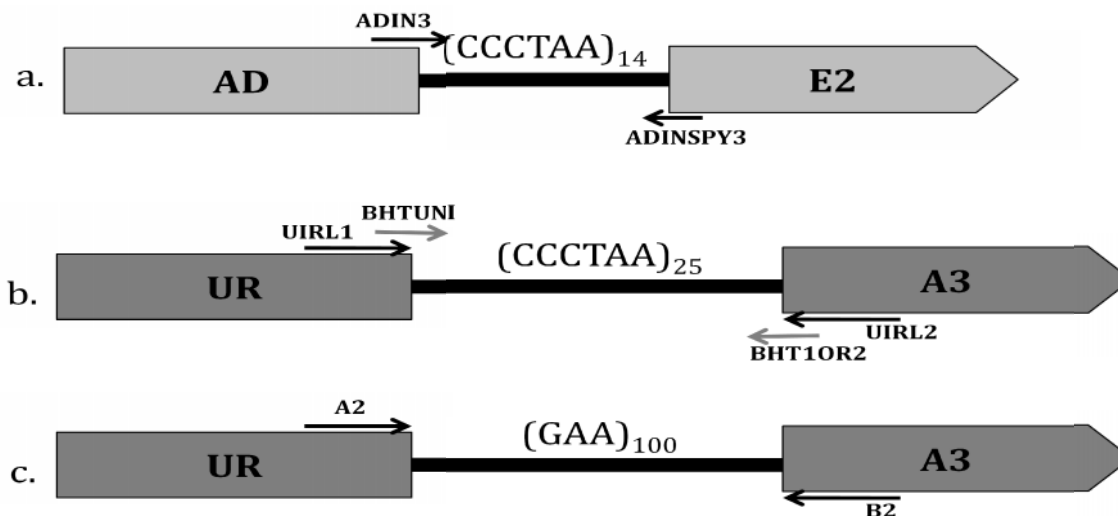 a.
ADIN3
AD
(CCCTAA)14
E2
ADINSPY3
b.
BHTUNI
UIRL1
UR
(CCCTAA)25
A3
UIRL2
BHT1OR2
c.
A2
UR
(GAA)100
A3
B2